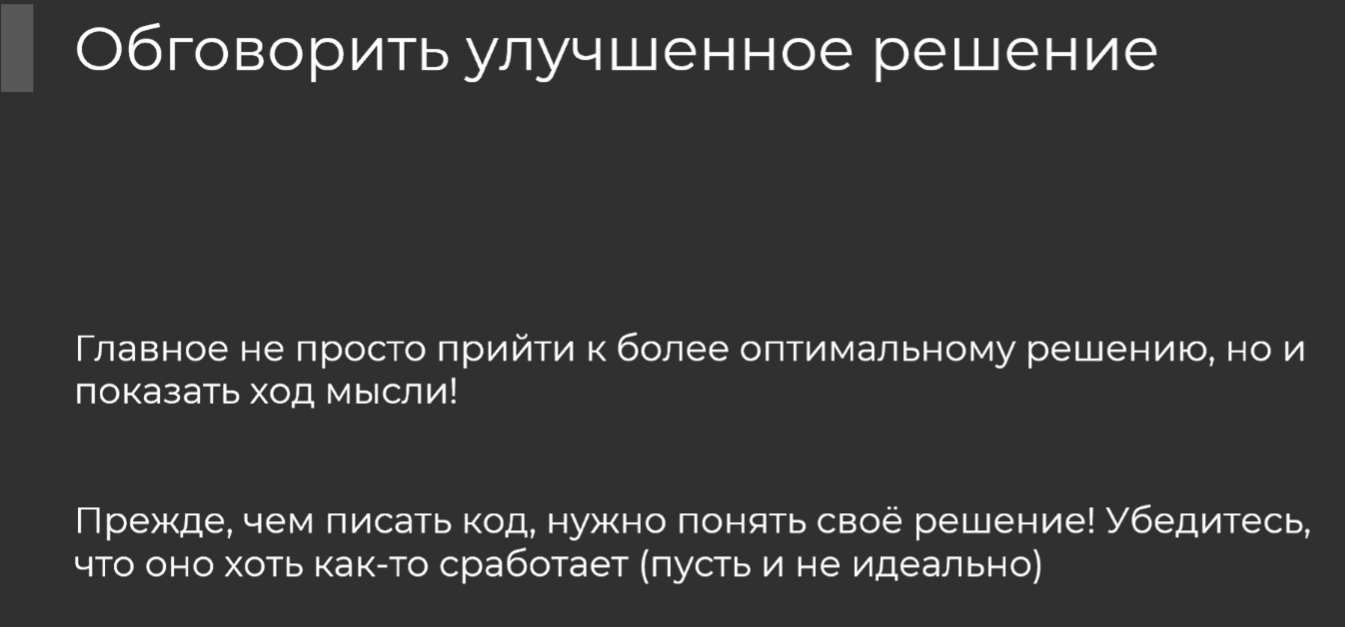 Обговорить улучшенное решение
Главное не просто прийти к более оптимальному решению, но и
показать ход мысли!
Прежде, чем писать код, нужно понять своё решение! Убедитесь,
что оно хоть как-то сработает (пусть и не идеально)